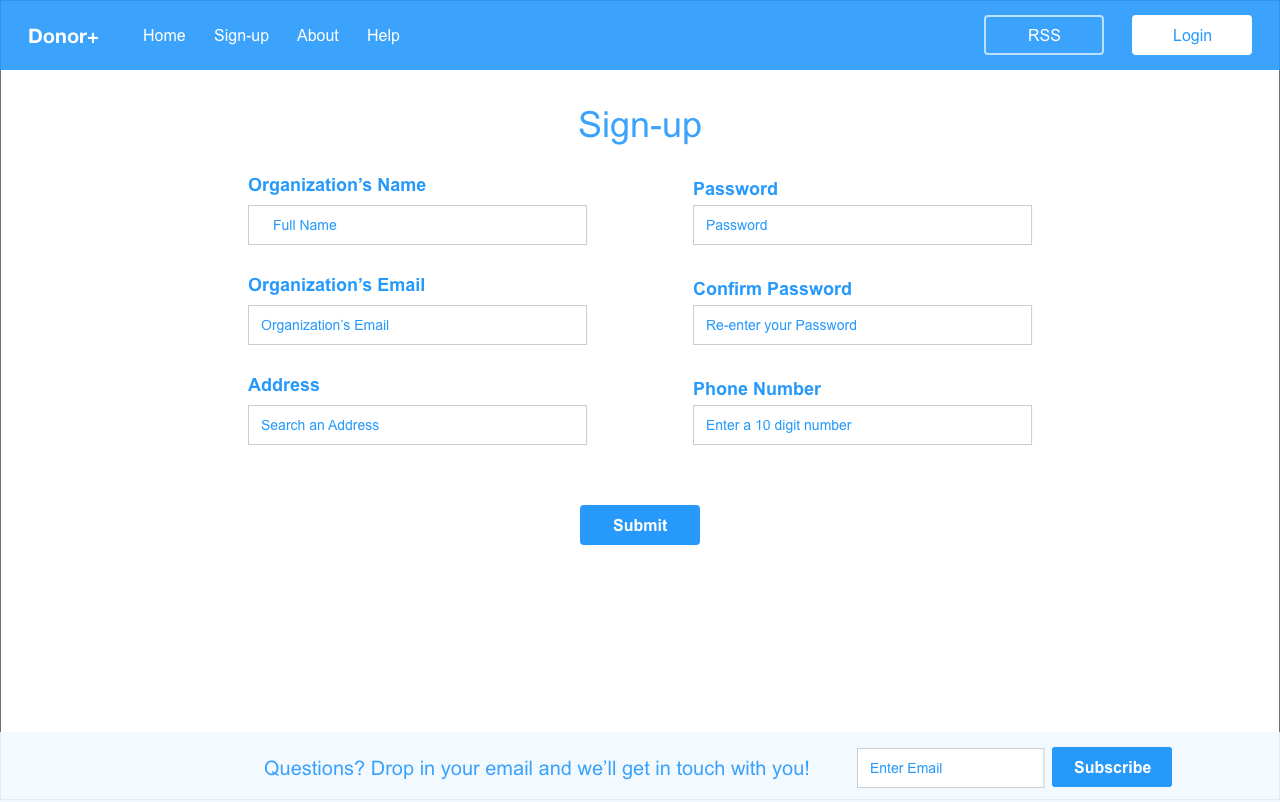 Donor+ Home Sign-up About Help RSS Login
Sign-up
Organization’s Name
Full Name
Password
Password
Organization’s Email
Organization’s Email
Confirm Password
Re-enter your Password
Address
Search an Address
Phone Number
Enter a 10 digit number
Submit
Questions? Drop in your email and we’ll get in touch with you! Enter Email Subscribe